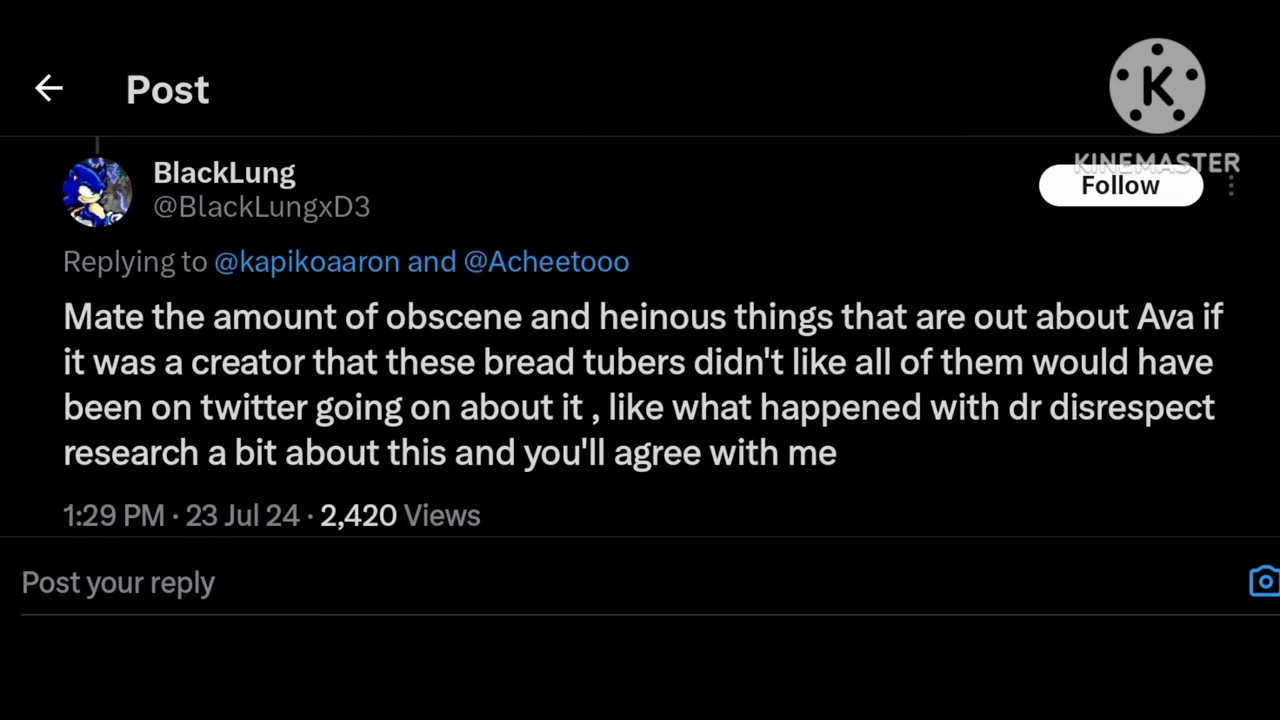 Post
K
KINEMASTER
BlackLung
@BlackLungxD3
Follow
Replying to @kapikoaaron and @Acheetooo
Mate the amount of obscene and heinous things that are out about Ava if
it was a creator that these bread tubers didn't like all of them would have
been on twitter going on about it , like what happened with dr disrespect
research a bit about this and you'll agree with me
1:29 PM · 23 Jul 24 · 2,420 Views
Post your reply